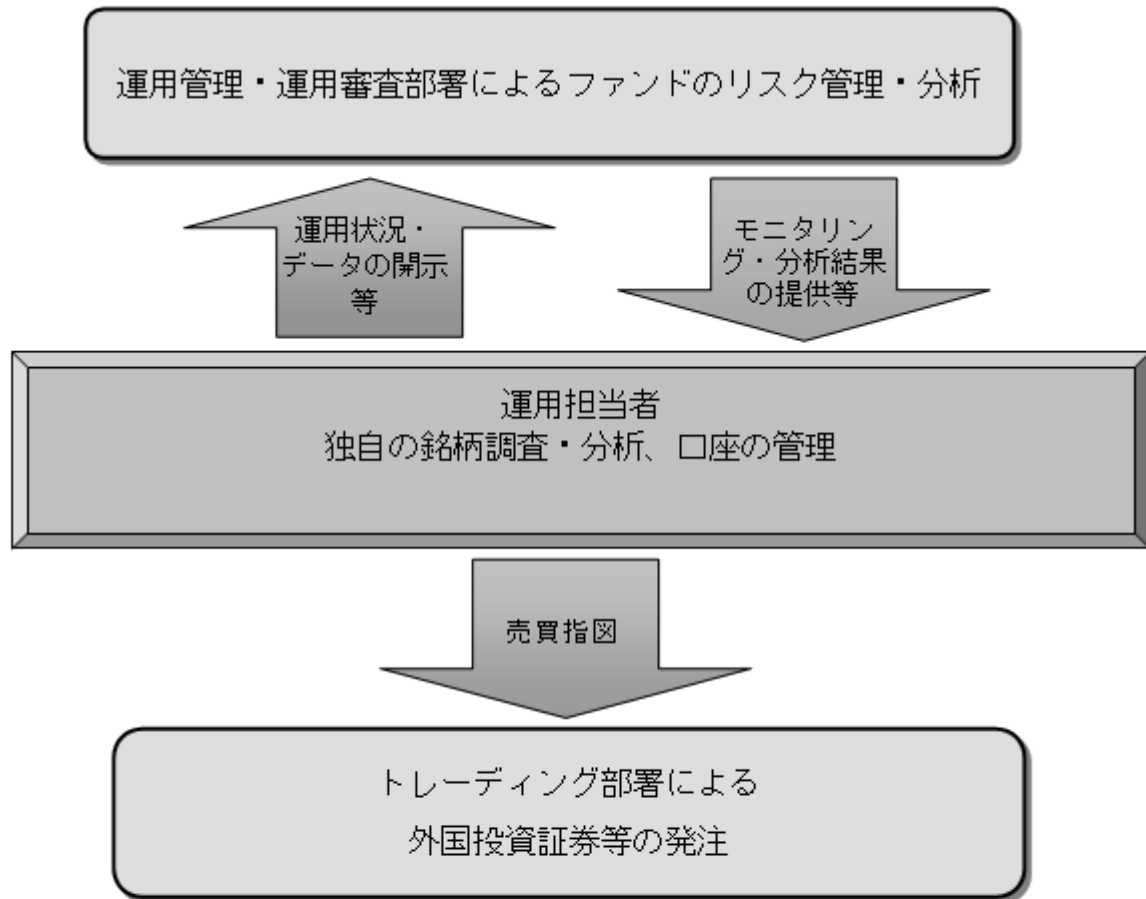 運用管理・運用審査部署によるファンドのリスク管理・分析
運用状況・
データの開示
等
モニタリン
グ・分析結果
の提供等
運用担当者
独自の銘柄調査・分析、口座の管理
売買指図
トレーディング部署による
外国投資証券等の発注